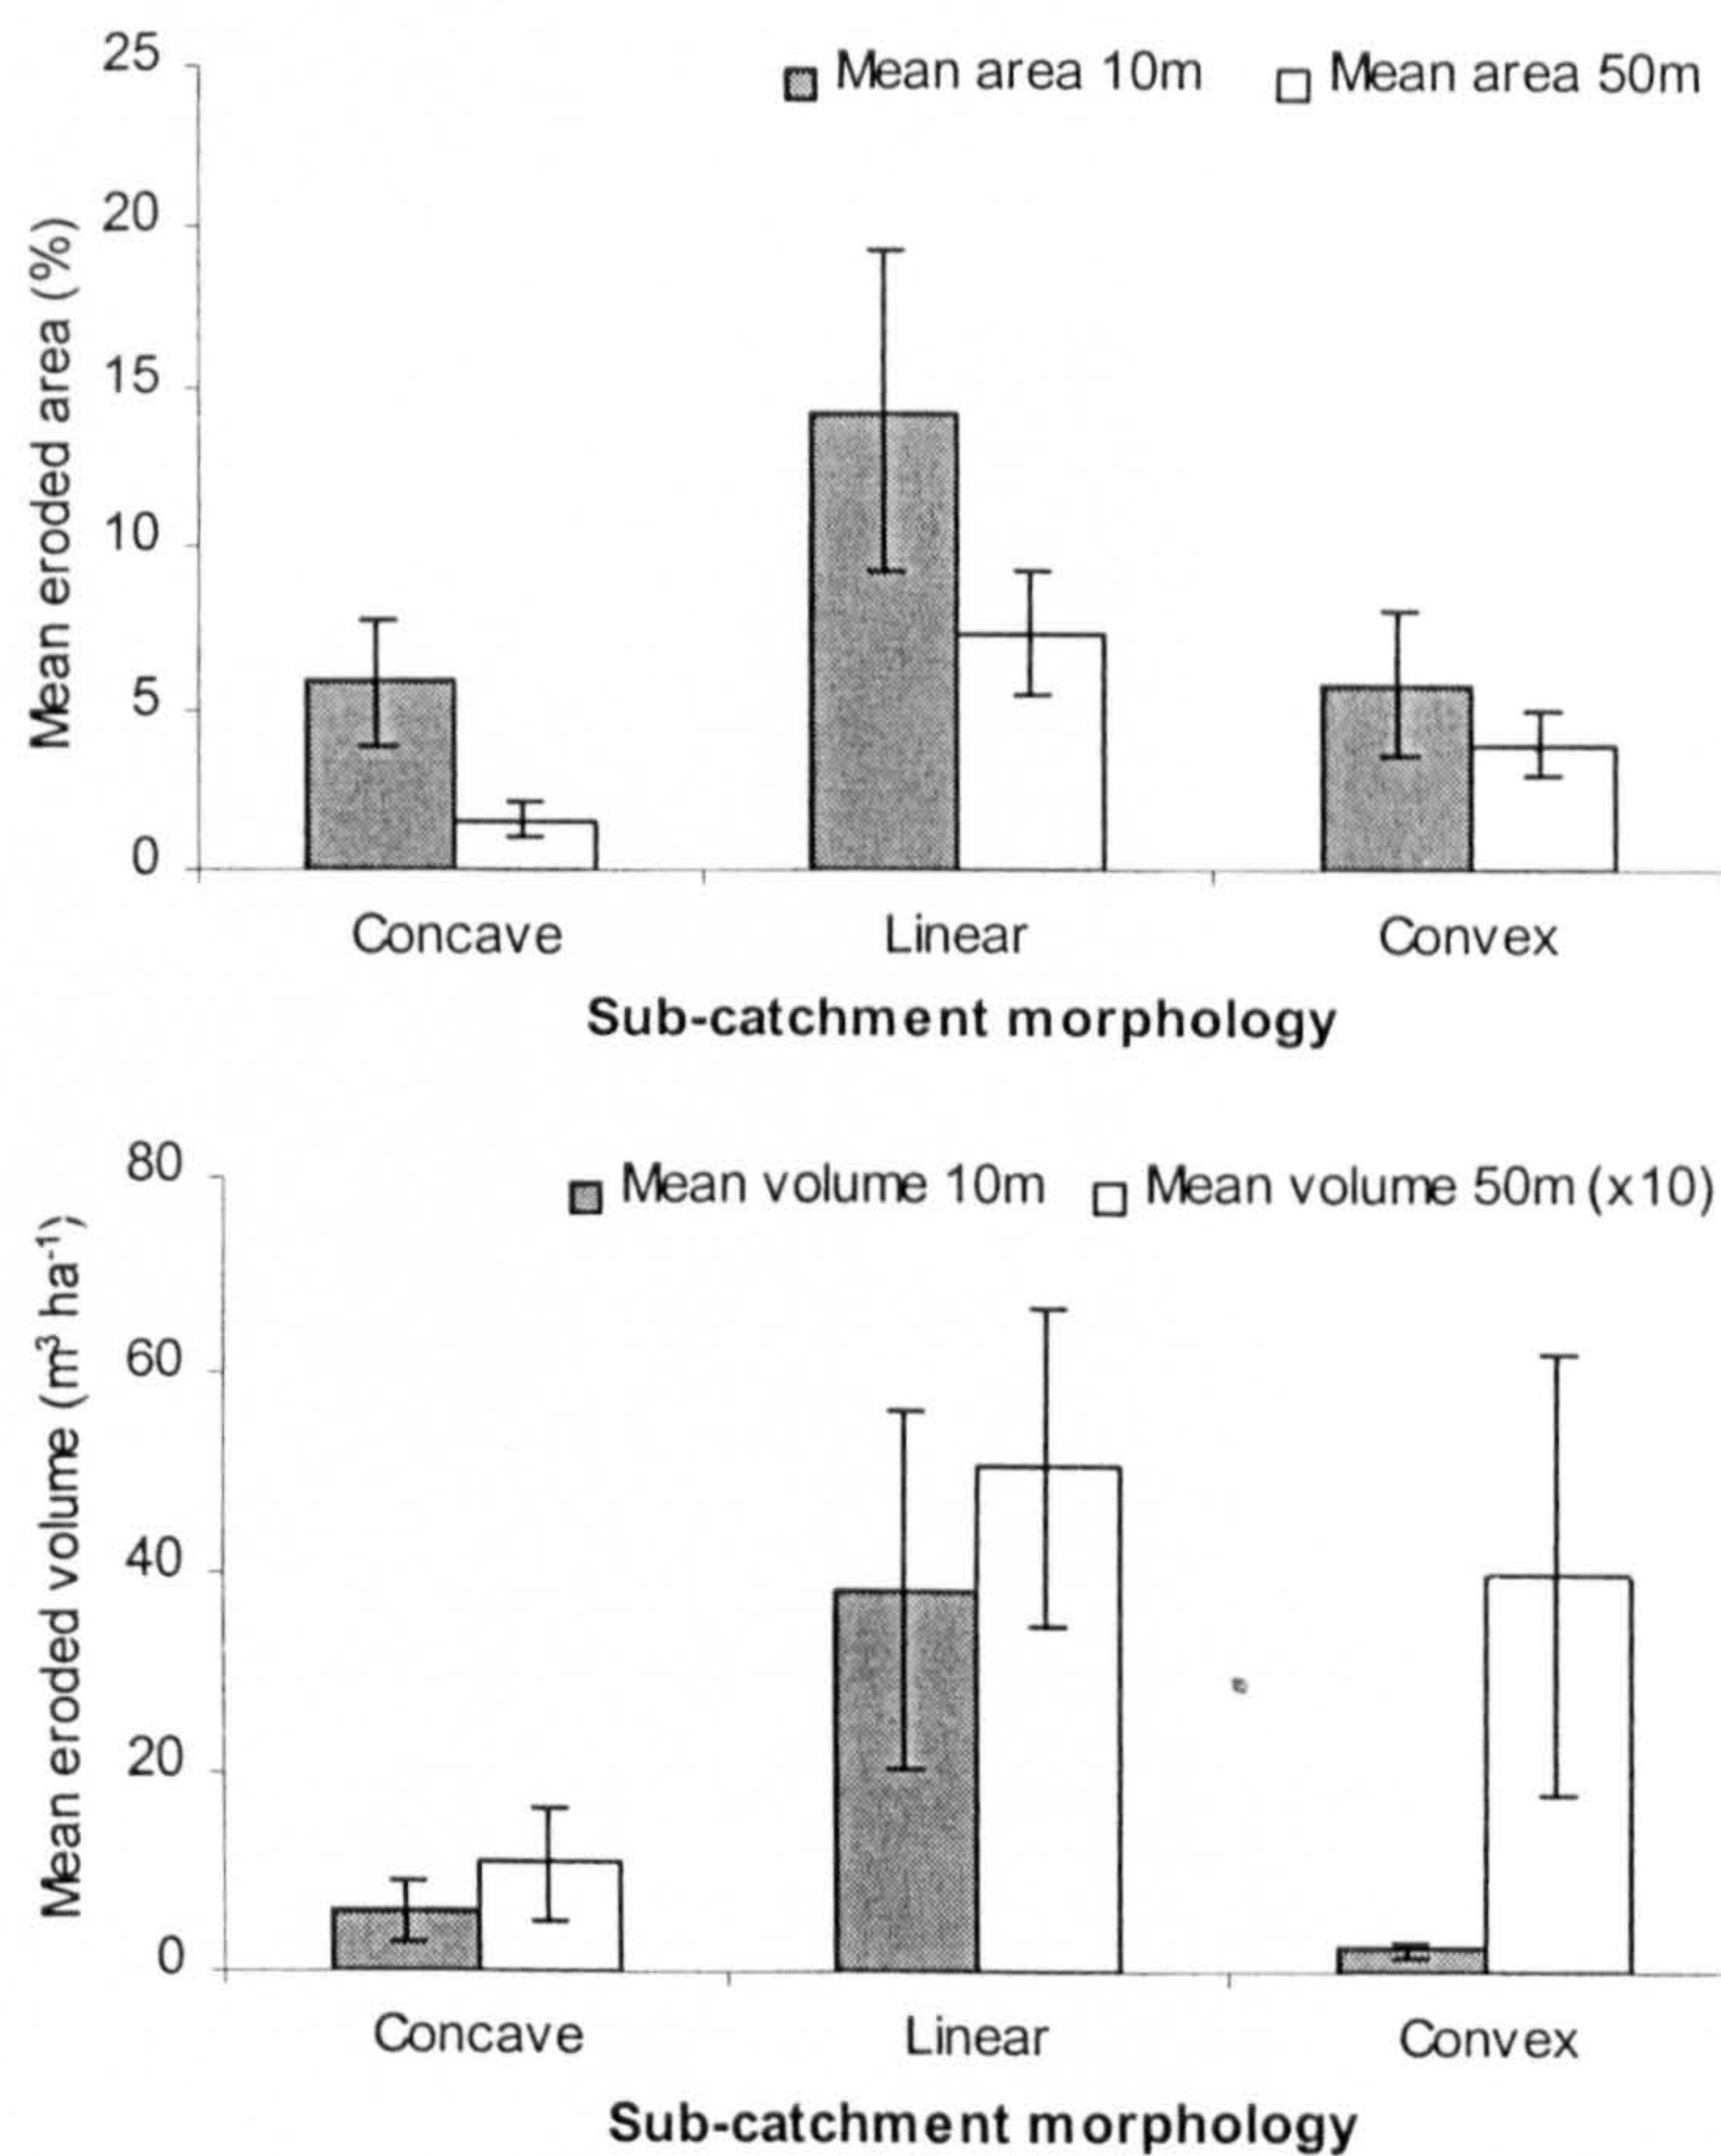 Mean area 10m Mean area 50m
25
20
15
10
5
0
Mean eroded area (%)
Concave Linear Convex
Sub-catchment morphology
Mean volume 10m Mean volume 50m (x10)
80
60
40
20
0
Mean eroded volume (m³ ha⁻¹)
Concave Linear Convex
Sub-catchment morphology